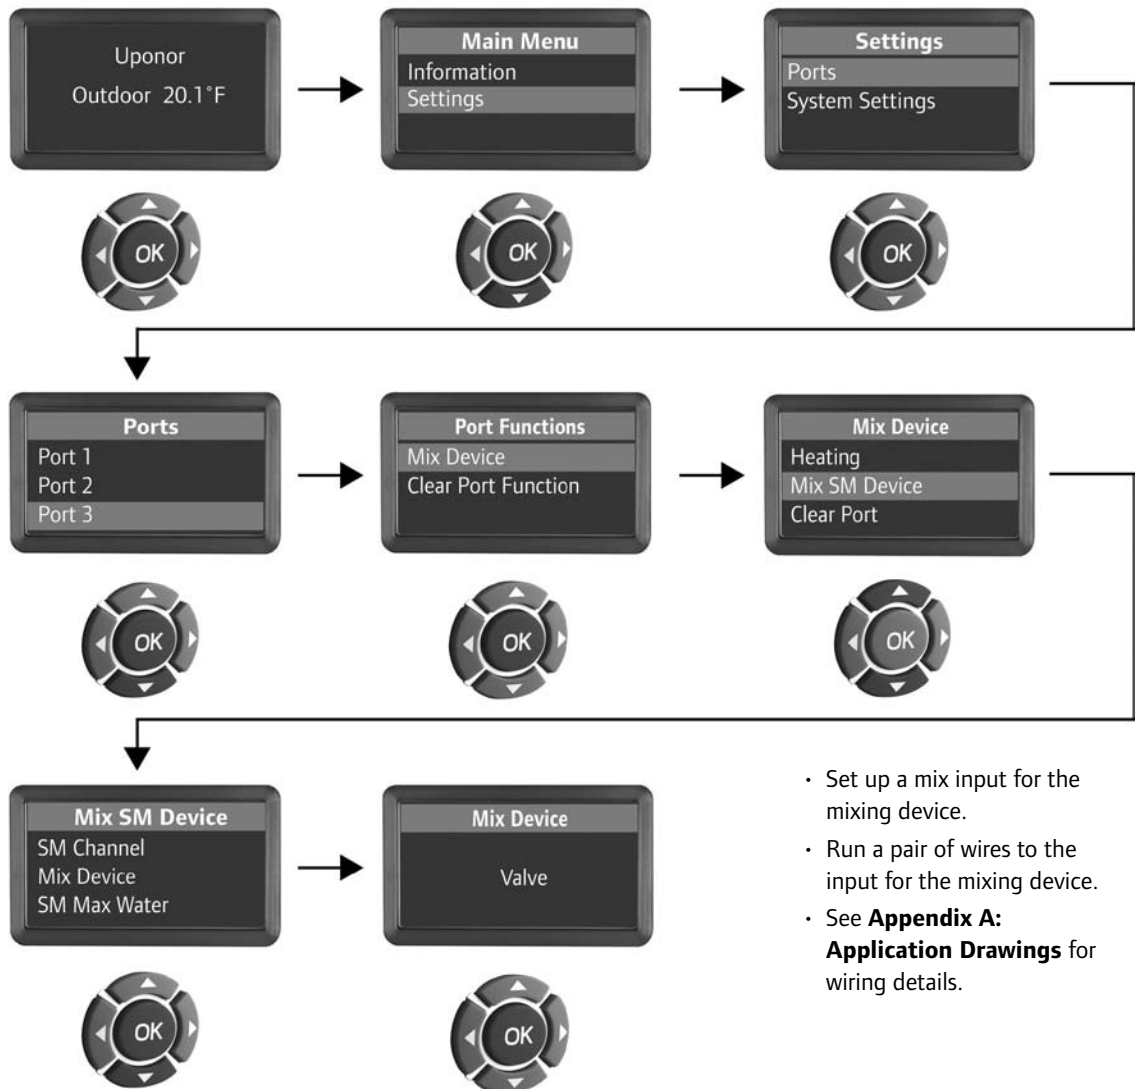 Uponor
Outdoor 20.1°F
Main Menu
Information
Settings
Settings
Ports
System Settings
OK
OK
OK
Ports
Port 1
Port 2
Port 3
Port Functions
Mix Device
Clear Port Function
Mix Device
Heating
Mix SM Device
Clear Port
OK
OK
OK
Mix SM Device
SM Channel
Mix Device
SM Max Water
Mix Device
Valve
OK
OK
· Set up a mix input for the
mixing device.
· Run a pair of wires to the
input for the mixing device.
· See Appendix A:
Application Drawings for
wiring details.